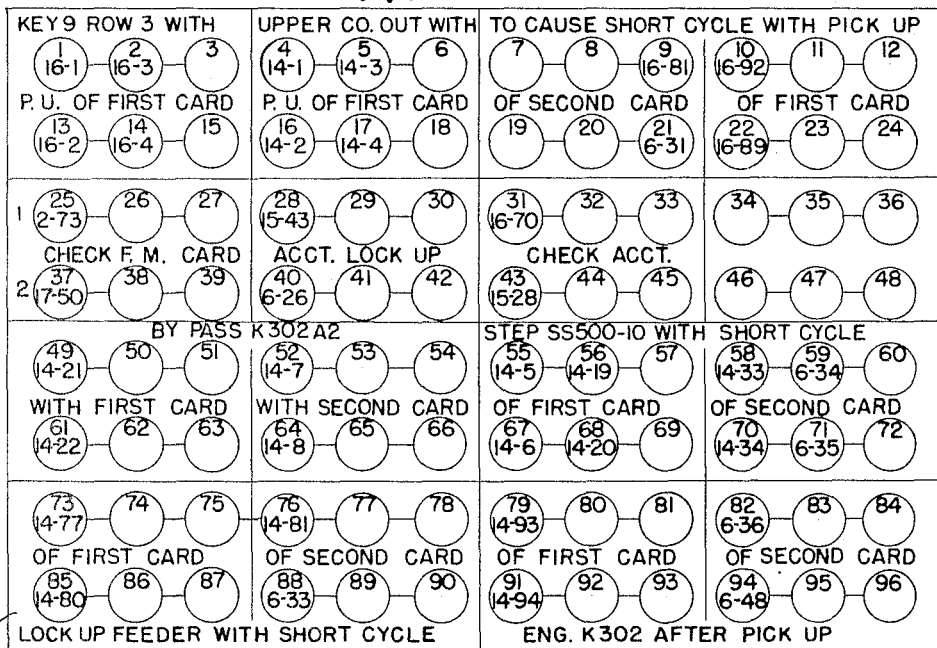 KEY 9 ROW 3 WITH UPPER CO. OUT WITH TO CAUSE SHORT CYCLE WITH PICK UP
1 2 3 4 5 6 7 8 9 10 11 12
16-1 16-3 14-1 14-3 16-81 16-92
P. U. OF FIRST CARD P. U. OF FIRST CARD OF SECOND CARD OF FIRST CARD
13 14 15 16 17 18 19 20 21 22 23 24
16-2 16-4 14-2 14-4 6-31 16-89
1 25 26 27 28 29 30 31 32 33 34 35 36
2-73 15-43 16-70
CHECK F. M. CARD ACCT. LOCK UP CHECK ACCT.
2 37 38 39 40 41 42 43 44 45 46 47 48
17-50 6-26 15-28
BY PASS K302A2 STEP SS500-10 WITH SHORT CYCLE
49 50 51 52 53 54 55 56 57 58 59 60
14-21 14-7 14-5 14-19 14-33 6-34
WITH FIRST CARD WITH SECOND CARD OF FIRST CARD OF SECOND CARD
61 62 63 64 65 66 67 68 69 70 71 72
14-22 14-8 14-6 14-20 14-34 6-35
73 74 75 76 77 78 79 80 81 82 83 84
14-77 14-81 14-93 6-36
OF FIRST CARD OF SECOND CARD OF FIRST CARD OF SECOND CARD
85 86 87 88 89 90 91 92 93 94 95 96
14-80 6-33 14-94 6-48
LOCK UP FEEDER WITH SHORT CYCLE ENG. K302 AFTER PICK UP